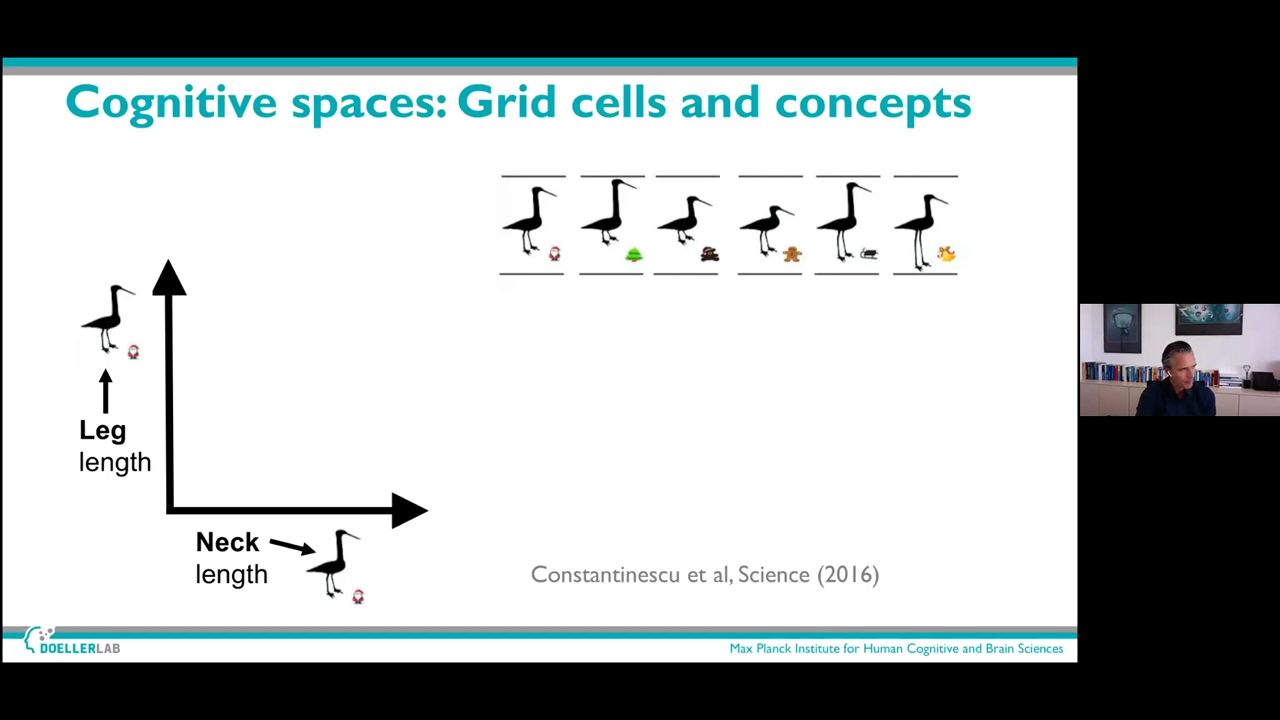 Cognitive spaces: Grid cells and concepts
Leg
length
Neck
length
Constantinescu et al, Science (2016)
DOELLERLAB
Max Planck Institute for Human Cognitive and Brain Sciences